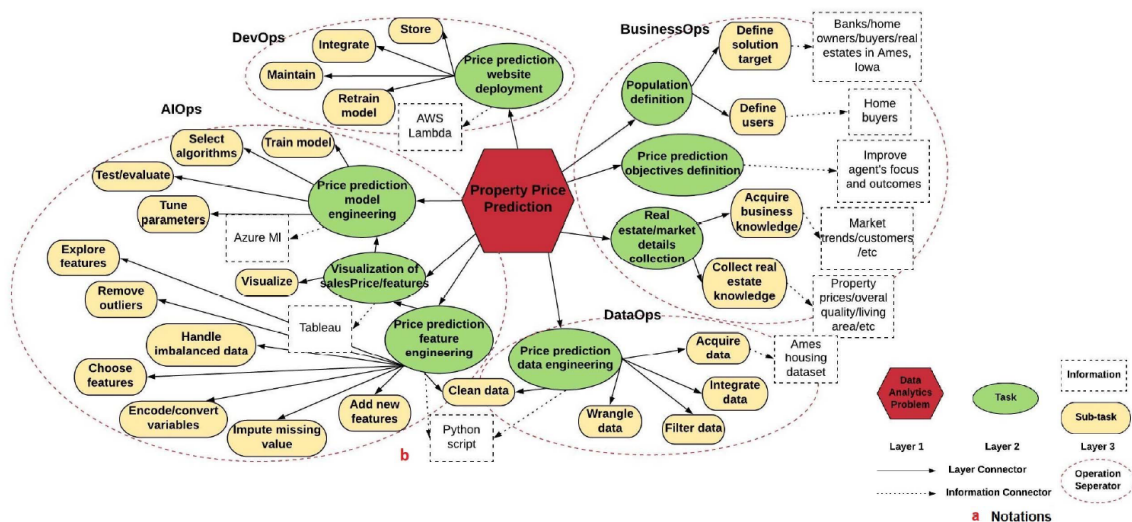 DevOps
Store
Integrate
Maintain
Retrain
model
Price prediction
website
deployment
AWS
Lambda
BusinessOps
Define
solution
target
Banks/home
owners/buyers/real
estates in Ames,
Iowa
Population
definition
Define
users
Home
buyers
Price prediction
objectives definition
Improve
agent's focus
and outcomes
Real
estate/market
details
collection
Acquire
business
knowledge
Market
trends/customers
/etc
Collect real
estate
knowledge
Property
prices/overal
quality/living
area/etc
Property Price
Prediction
AIOps
Select
algorithms
Train model
Test/evaluate
Tune
parameters
Price prediction
model
engineering
Azure Ml
Explore
features
Visualize
Visualization of
salesPrice/features
Remove
outliers
Tableau
Price prediction
feature
engineering
Handle
imbalanced data
Choose
features
Encode/convert
variables
Impute missing
value
Add new
features
Clean data
Python
script
b
DataOps
Price prediction
data engineering
Acquire
data
Ames
housing
dataset
Integrate
data
Wrangle
data
Filter data
Data
Analytics
Problem
Task
Information
Sub-task
Layer 1
Layer 2
Layer 3
Layer Connector
Information Connector
Operation
Seperator
a Notations